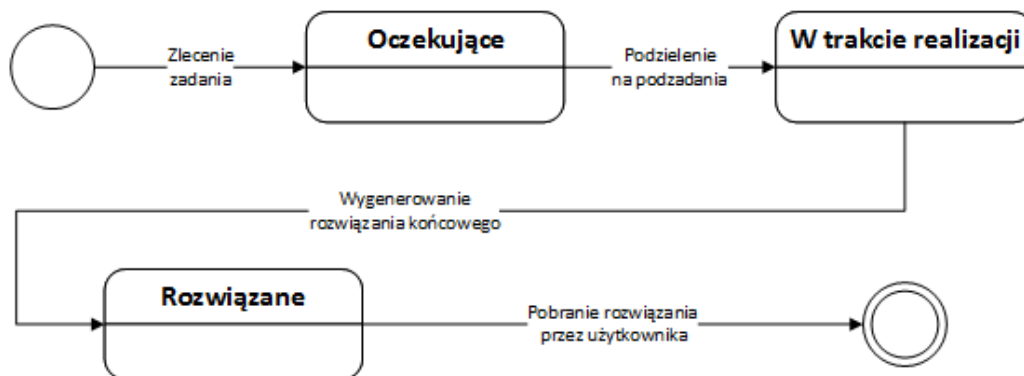 Zlecenie
zadania
Oczekujące
Podzielenie
na podzadania
W trakcie realizacji
Wygenerowanie
rozwiązania końcowego
Rozwiązane
Pobranie rozwiązania
przez użytkownika